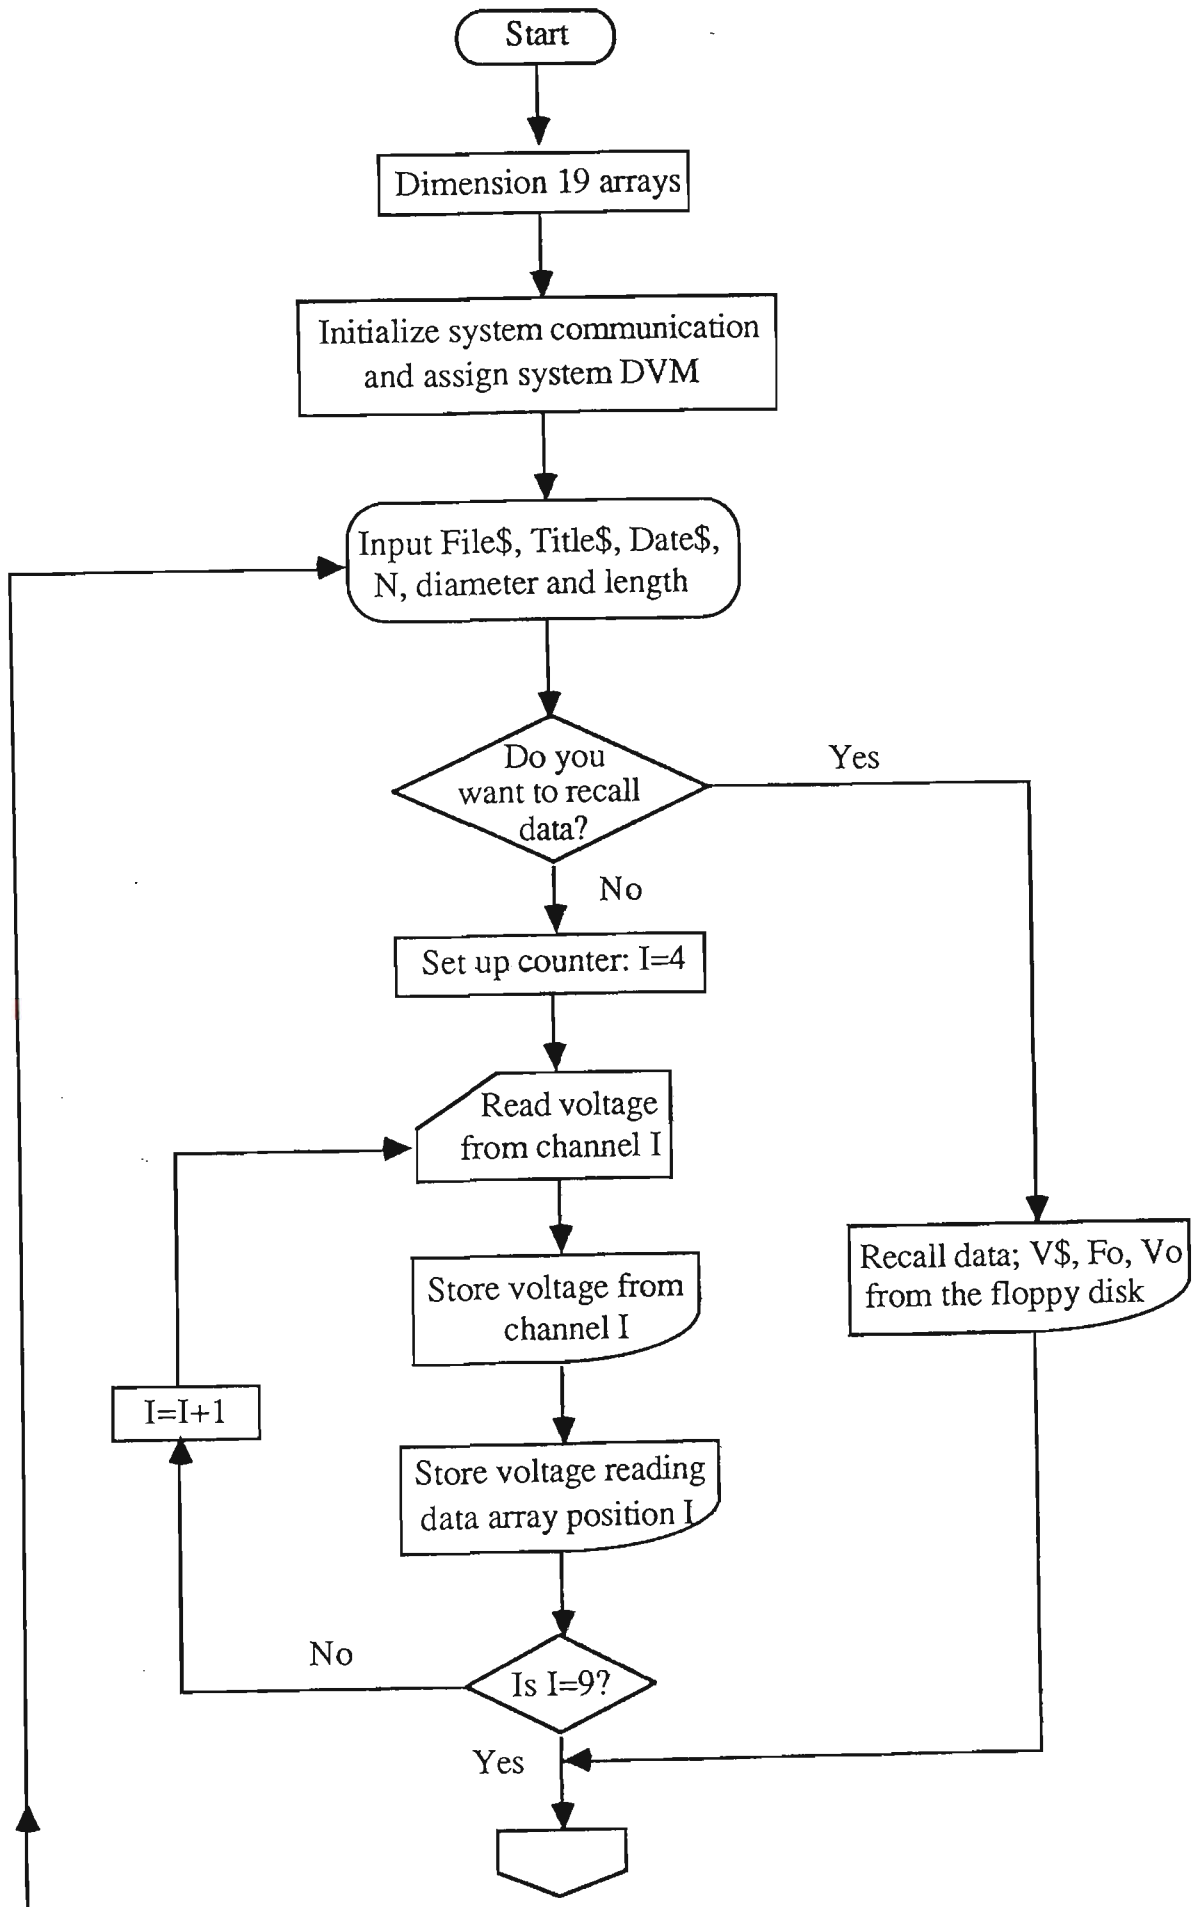 Start
Dimension 19 arrays
Initialize system communication
and assign system DVM
Input File$, Title$, Date$,
N, diameter and length
Do you
want to recall
data?
Yes
No
Set up counter: I=4
Read voltage
from channel I
Store voltage from
channel I
Recall data; V$, Fo, Vo
from the floppy disk
I=I+1
Store voltage reading
data array position I
No
Is I=9?
Yes